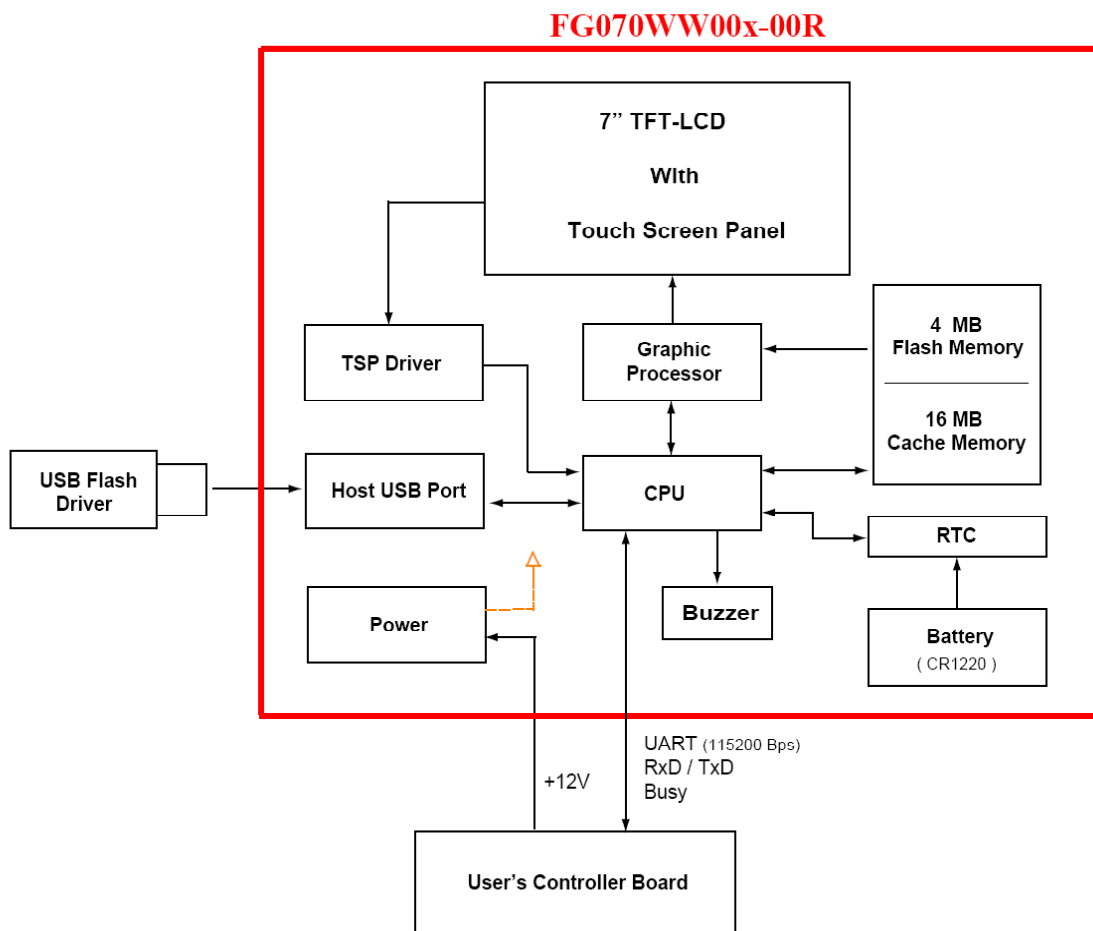 FG070WW00x-00R
7” TFT-LCD
WIth
Touch Screen Panel
TSP Driver
Graphic
Processor
4 MB
Flash Memory
16 MB
Cache Memory
USB Flash
Driver
Host USB Port
CPU
RTC
Power
Buzzer
Battery
( CR1220 )
+12V
UART (115200 Bps)
RxD / TxD
Busy
User's Controller Board